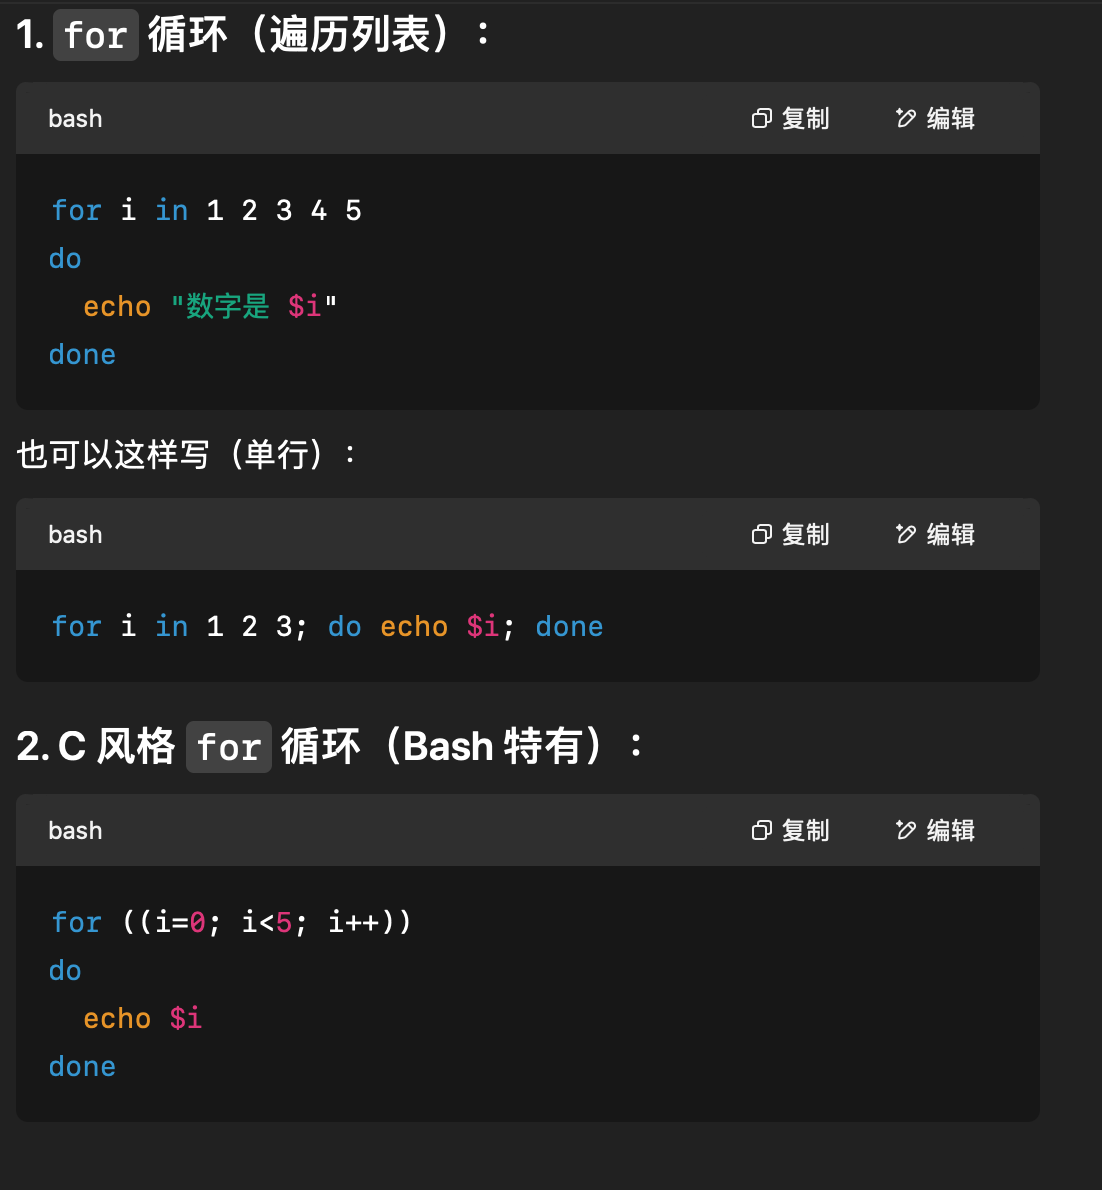 1. for 循环（遍历列表）：
bash 复制 编辑
for i in 1 2 3 4 5
do
  echo "数字是 $i"
done
也可以这样写（单行）：
bash 复制 编辑
for i in 1 2 3; do echo $i; done
2. C 风格 for 循环（Bash 特有）：
bash 复制 编辑
for ((i=0; i<5; i++))
do
  echo $i
done